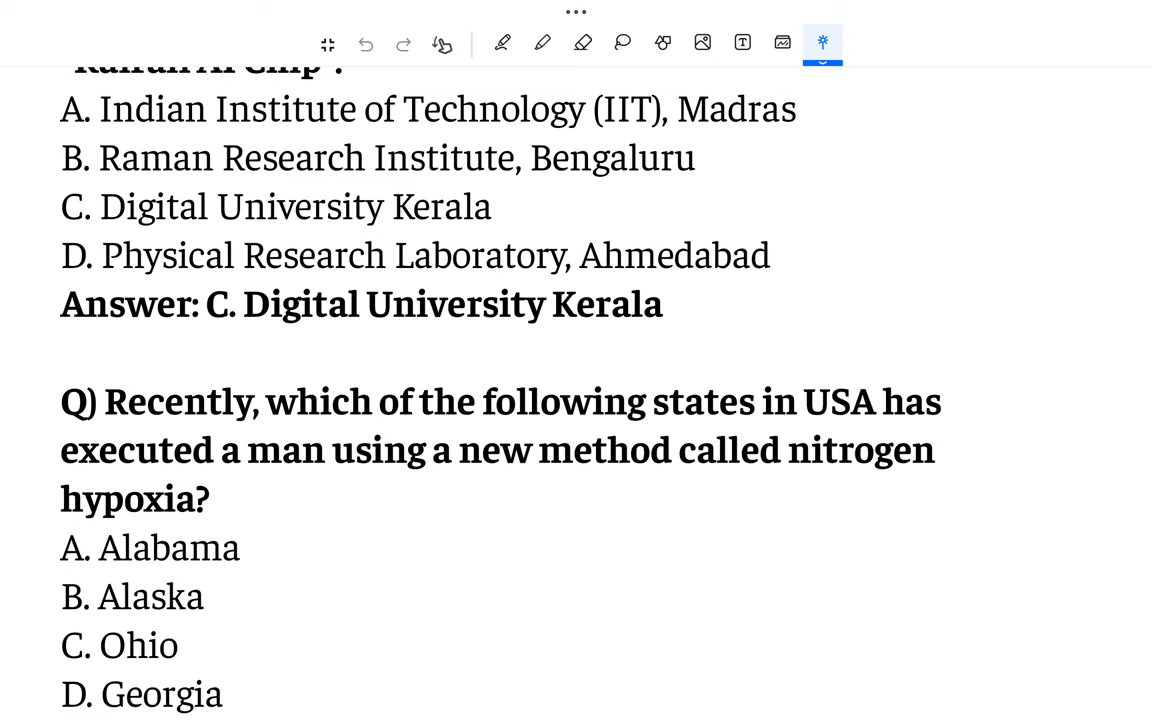 A. Indian Institute of Technology (IIT), Madras
B. Raman Research Institute, Bengaluru
C. Digital University Kerala
D. Physical Research Laboratory, Ahmedabad
Answer: C. Digital University Kerala
Q) Recently, which of the following states in USA has
executed a man using a new method called nitrogen
hypoxia?
A. Alabama
B. Alaska
C. Ohio
D. Georgia